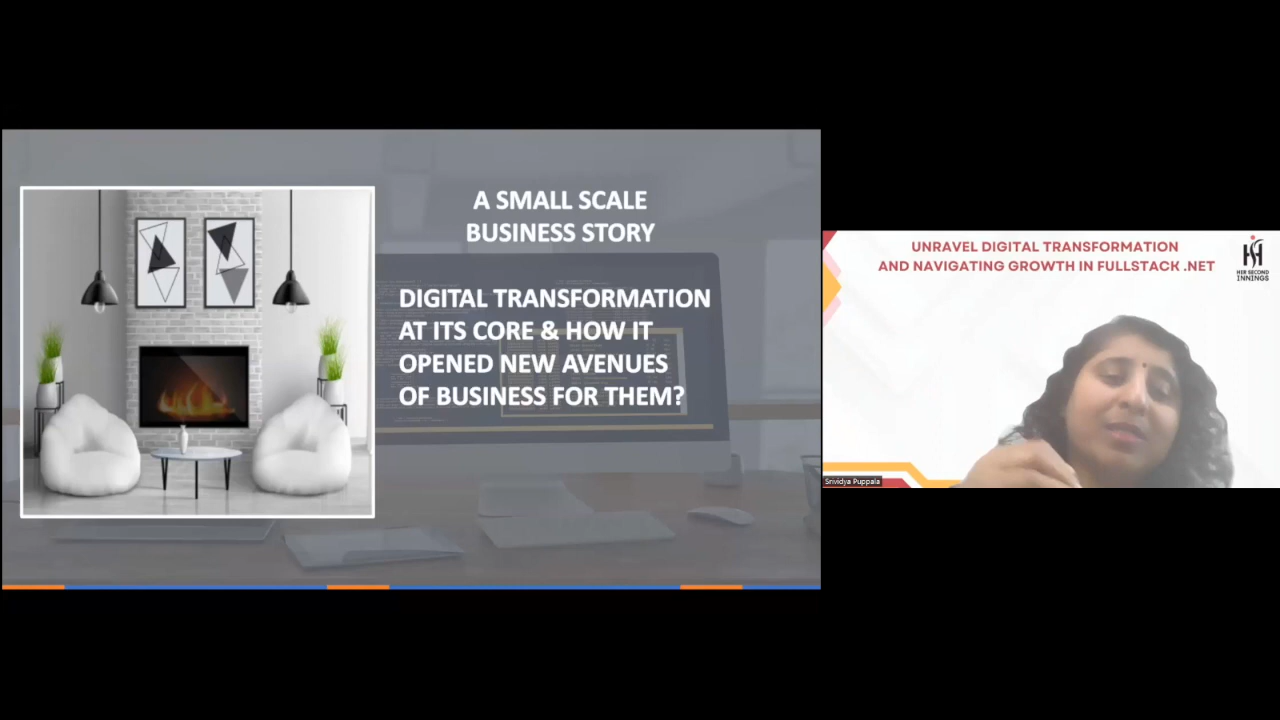 A SMALL SCALE
BUSINESS STORY
DIGITAL TRANSFORMATION
AT ITS CORE & HOW IT
OPENED NEW AVENUES
OF BUSINESS FOR THEM?
UNRAVEL DIGITAL TRANSFORMATION
AND NAVIGATING GROWTH IN FULLSTACK .NET
HER SECOND
INNINGS
Srividya Puppala